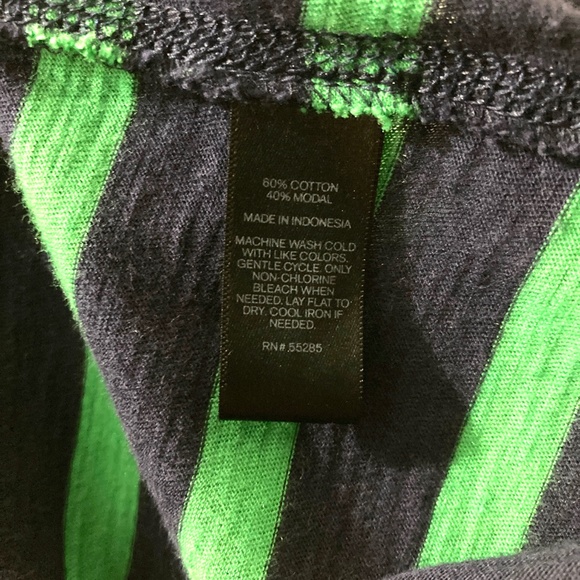 60% COTTON
40% MODAL
MADE IN INDONESIA
MACHINE WASH COLD
WITH LIKE COLORS.
GENTLE CYCLE. ONLY
NON-CHLORINE
BLEACH WHEN
NEEDED. LAY FLAT TO
DRY. COOL IRON IF
NEEDED.
RN# 55285